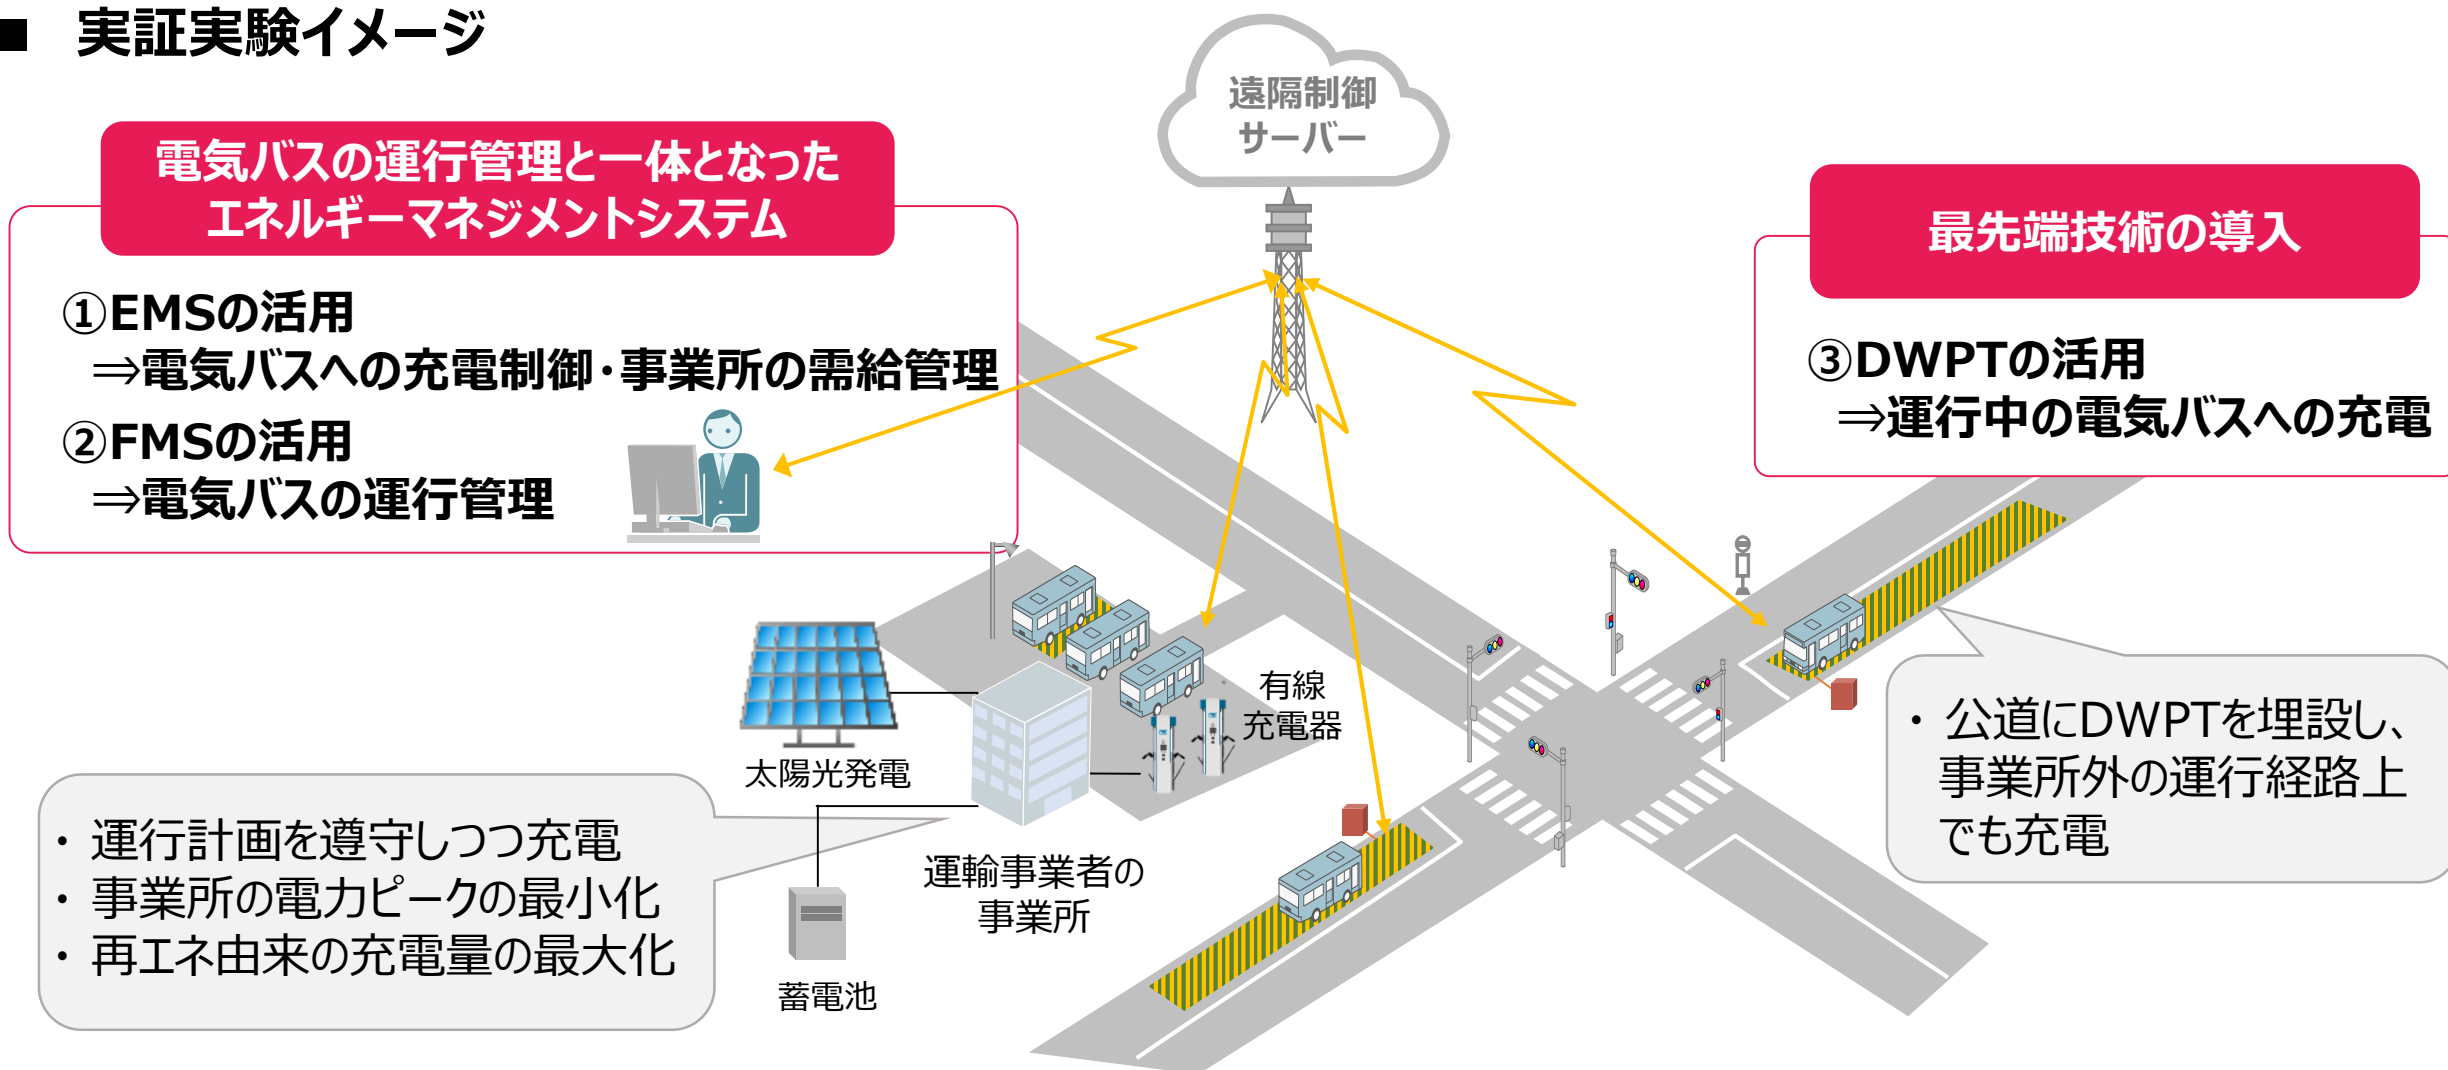 ■ 実証実験イメージ
遠隔制御
サーバー
電気バスの運行管理と一体となった
エネルギーマネジメントシステム
①EMSの活用
⇒電気バスへの充電制御・事業所の需給管理
②FMSの活用
⇒電気バスの運行管理
最先端技術の導入
③DWPTの活用
⇒運行中の電気バスへの充電
有線
充電器
太陽光発電
・ 運行計画を遵守しつつ充電
・ 事業所の電力ピークの最小化
・ 再エネ由来の充電量の最大化
運輸事業者の
事業所
蓄電池
・ 公道にDWPTを埋設し、
事業所外の運行経路上
でも充電